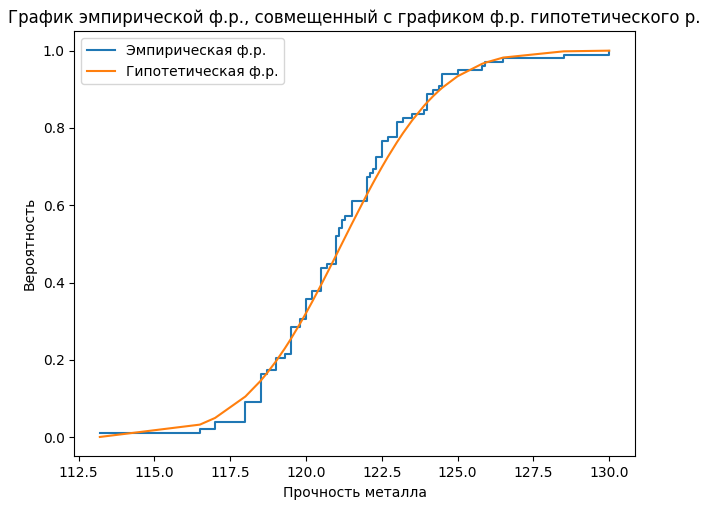 График эмпирической ф.р., совмещенный с графиком ф.р. гипотетического р.
Эмпирическая ф.р.
Гипотетическая ф.р.
1.0
0.8
0.6
0.4
0.2
0.0
Вероятность
112.5 115.0 117.5 120.0 122.5 125.0 127.5 130.0
Прочность металла